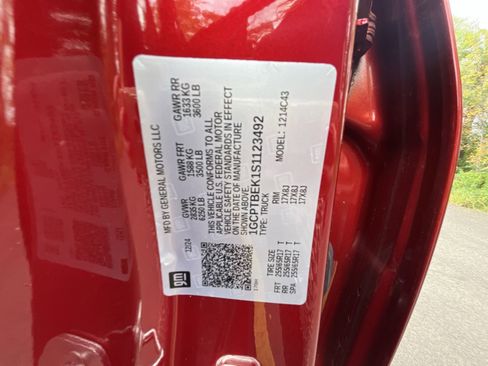 MFD BY GENERAL MOTORS LLC
gm
12/24
GVWR
2835 KG
6250 LB
GAWR FRT
1588 KG
3500 LB
GAWR RR
1633 KG
3600 LB
THIS VEHICLE CONFORMS TO ALL
APPLICABLE U.S. FEDERAL MOTOR
VEHICLE SAFETY STANDARDS IN EFFECT
ON THE DATE OF MANUFACTURE
SHOWN ABOVE.
1GCPTBEK1S1123492
TYPE: TRUCK
MODEL: 1214C43
TIRE SIZE
RIM
FRT 255/65R17 T 17X8J
RR 255/65R17 T 17X8J
SPA 255/65R17 T 17X8J